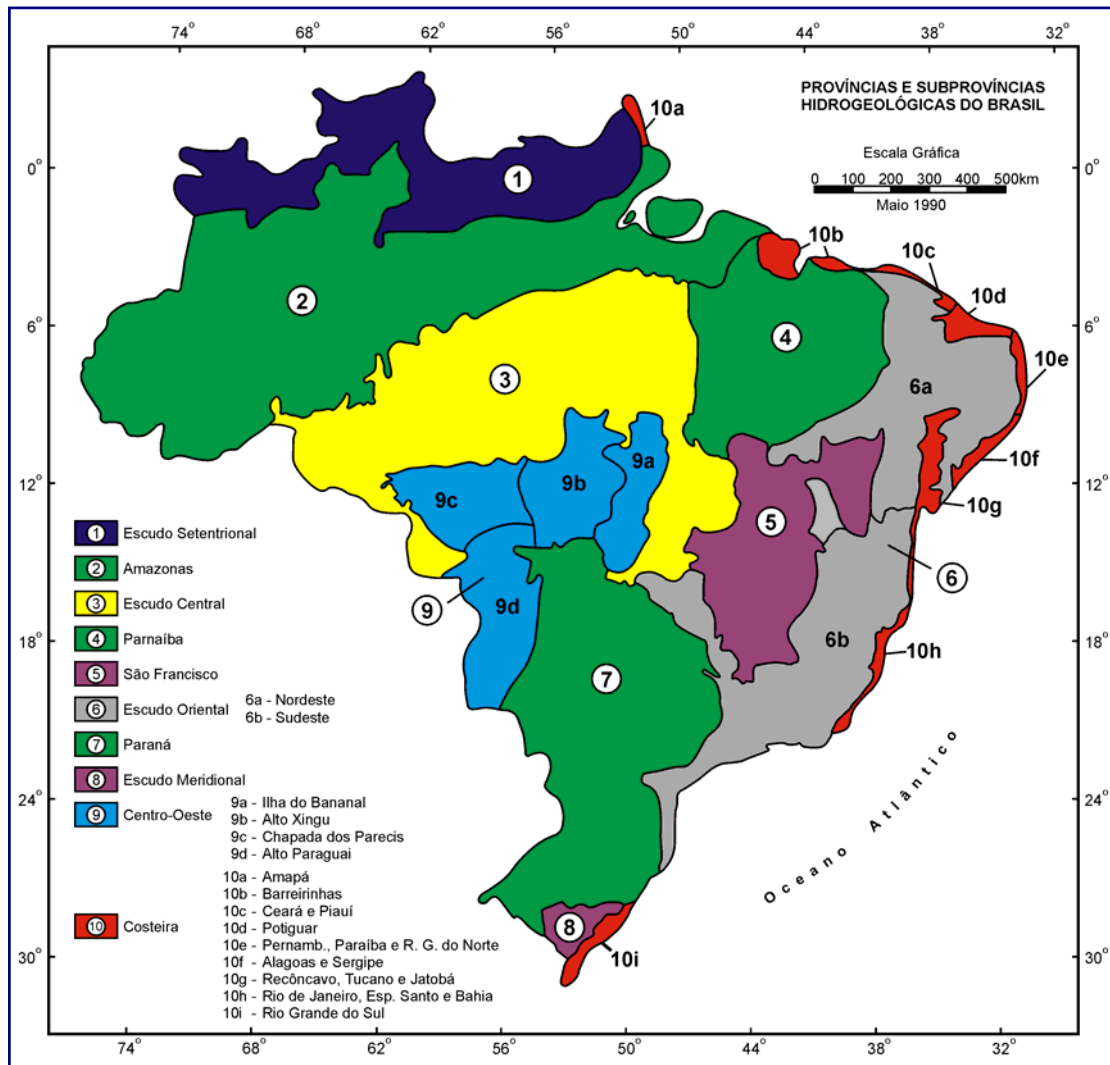 74° 68° 62° 56° 50° 44° 38° 32°
PROVÍNCIAS E SUBPROVÍNCIAS
HIDROGEOLÓGICAS DO BRASIL
Escala Gráfica
0 100 200 300 400 500km
Maio 1990
0° 0°
6° 6°
12° 12°
18° 18°
24° 24°
30° 30°
10a
1
10b
10c
2
10d
4
10e
3
6a
9a
9b
10f
9c
10g
5
6
9
9d
6b
10h
7
8
10i
Oceano Atlântico
1 Escudo Setentrional
2 Amazonas
3 Escudo Central
4 Parnaíba
5 São Francisco
6 Escudo Oriental
6a - Nordeste
6b - Sudeste
7 Paraná
8 Escudo Meridional
9 Centro-Oeste
9a - Ilha do Bananal
9b - Alto Xingu
9c - Chapada dos Parecis
9d - Alto Paraguai
10 Costeira
10a - Amapá
10b - Barreirinhas
10c - Ceará e Piauí
10d - Potiguar
10e - Pernamb., Paraíba e R. G. do Norte
10f - Alagoas e Sergipe
10g - Recôncavo, Tucano e Jatobá
10h - Rio de Janeiro, Esp. Santo e Bahia
10i - Rio Grande do Sul
74° 68° 62° 56° 50° 44° 38° 32°